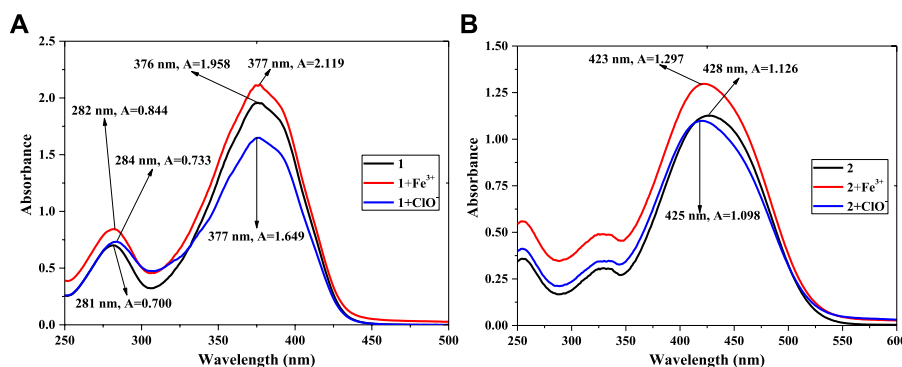 A
2.5
2.0
1.5
1.0
0.5
0.0
Absorbance
376 nm, A=1.958
377 nm, A=2.119
282 nm, A=0.844
284 nm, A=0.733
377 nm, A=1.649
281 nm, A=0.700
1
1+Fe³⁺
1+ClO⁻
250
300
350
400
450
500
Wavelength (nm)
B
1.50
1.25
1.00
0.75
0.50
0.25
0.00
Absorbance
423 nm, A=1.297
428 nm, A=1.126
425 nm, A=1.098
2
2+Fe³⁺
2+ClO⁻
250
300
350
400
450
500
550
600
Wavelength (nm)